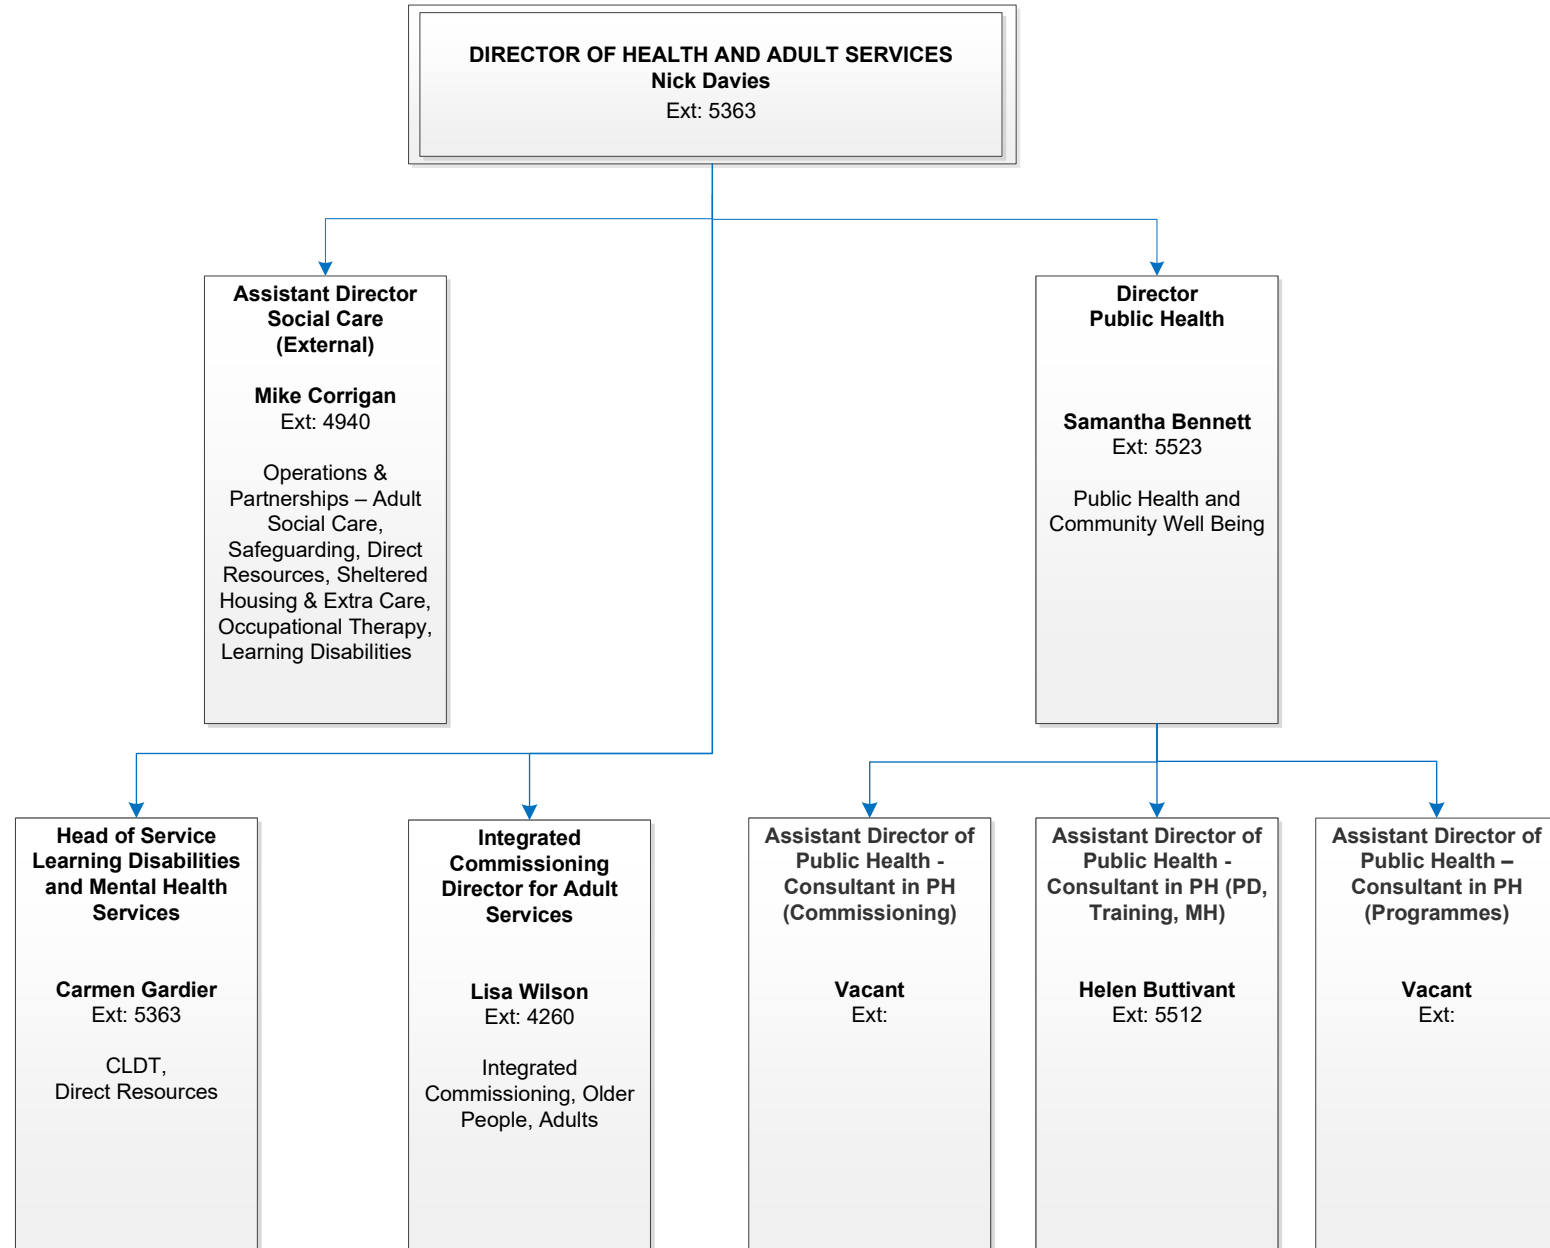 DIRECTOR OF HEALTH AND ADULT SERVICES
Nick Davies
Ext: 5363
Assistant Director
Social Care
(External)
Mike Corrigan
Ext: 4940
Operations &
Partnerships – Adult
Social Care,
Safeguarding, Direct
Resources, Sheltered
Housing & Extra Care,
Occupational Therapy,
Learning Disabilities
Director
Public Health
Samantha Bennett
Ext: 5523
Public Health and
Community Well Being
Head of Service
Learning Disabilities
and Mental Health
Services
Carmen Gardier
Ext: 5363
CLDT,
Direct Resources
Integrated
Commissioning
Director for Adult
Services
Lisa Wilson
Ext: 4260
Integrated
Commissioning, Older
People, Adults
Assistant Director of
Public Health -
Consultant in PH
(Commissioning)
Vacant
Ext:
Assistant Director of
Public Health -
Consultant in PH (PD,
Training, MH)
Helen Buttivant
Ext: 5512
Assistant Director of
Public Health –
Consultant in PH
(Programmes)
Vacant
Ext: